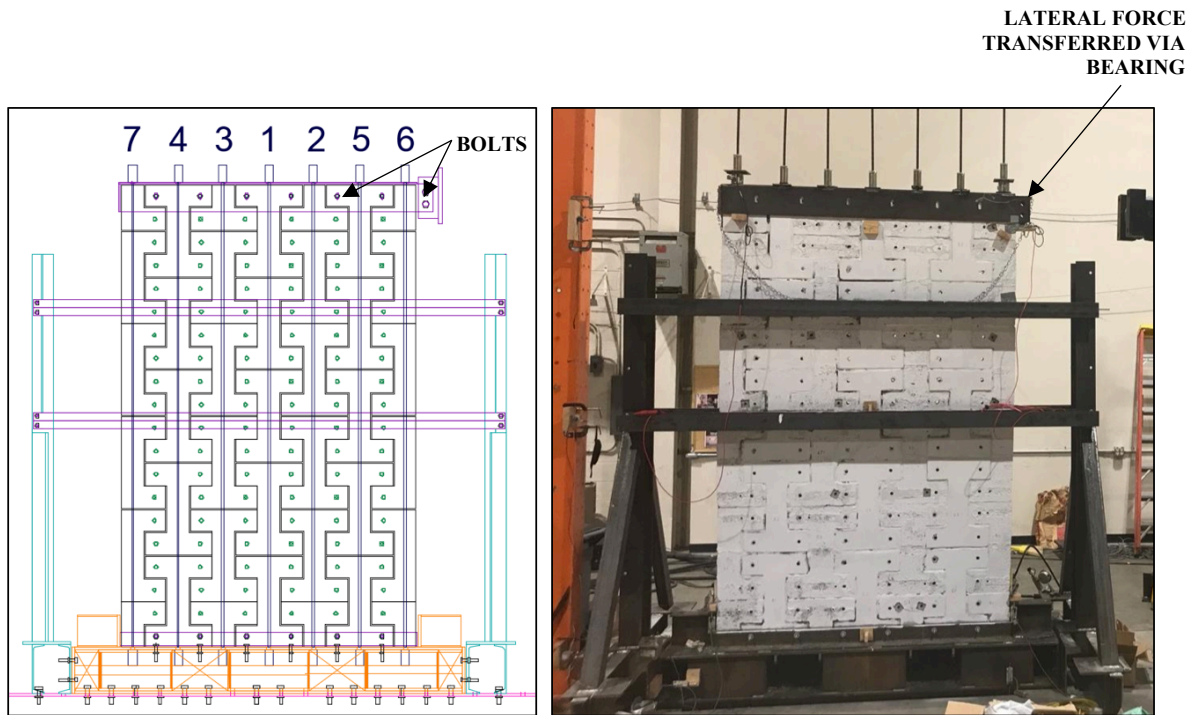 LATERAL FORCE
TRANSFERRED VIA
BEARING
7 4 3 1 2 5 6
BOLTS